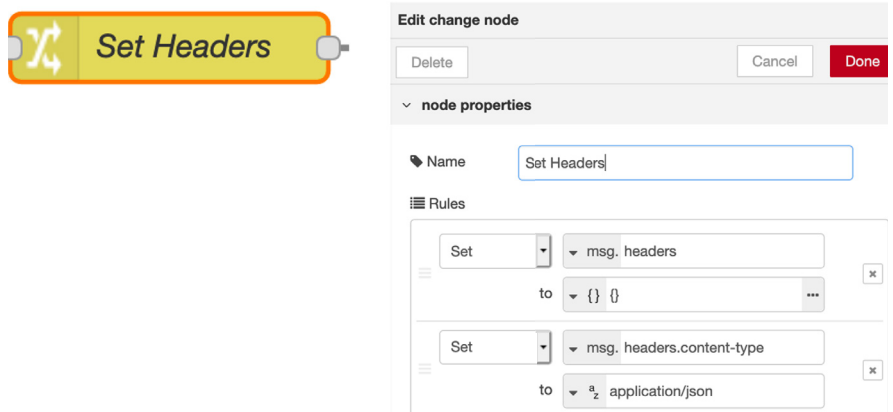 Set Headers
Edit change node
Delete
Cancel
Done
node properties
Name
Set Headers
Rules
Set
msg. headers
to
{} {}
...
x
Set
msg. headers.content-type
to
az application/json
x